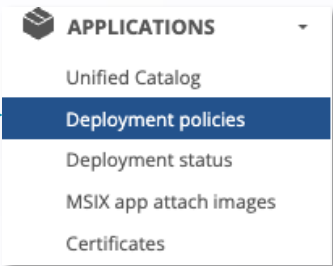 APPLICATIONS
Unified Catalog
Deployment policies
Deployment status
MSIX app attach images
Certificates